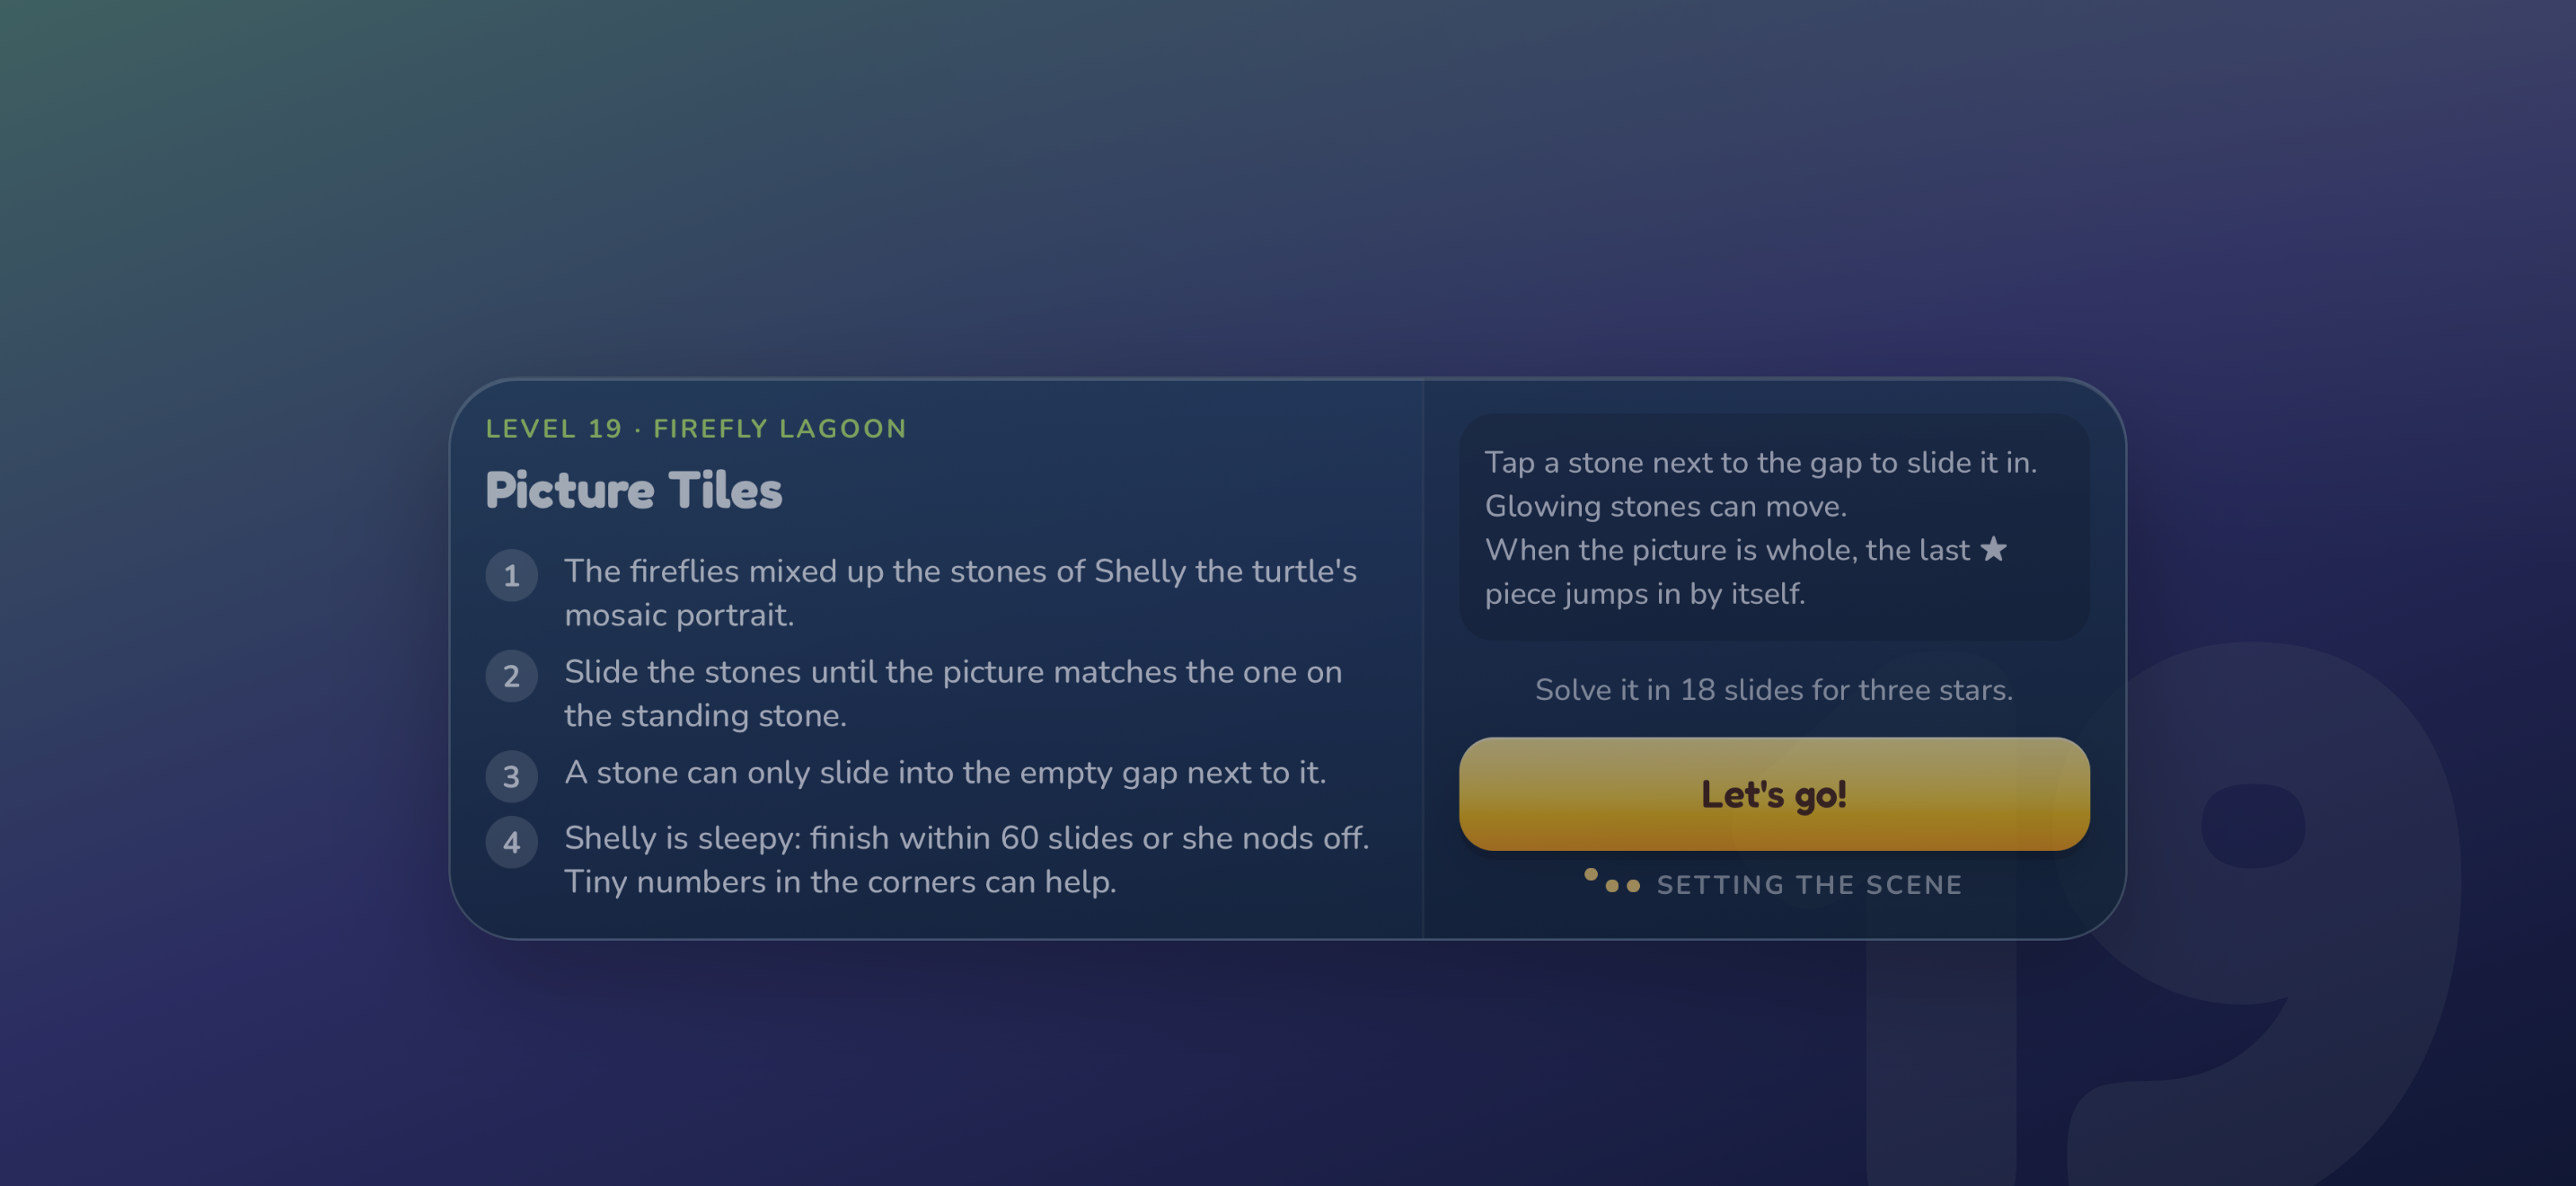 LEVEL 19 · FIREFLY LAGOON
Picture Tiles
1 The fireflies mixed up the stones of Shelly the turtle's
mosaic portrait.
2 Slide the stones until the picture matches the one on
the standing stone.
3 A stone can only slide into the empty gap next to it.
4 Shelly is sleepy: finish within 60 slides or she nods off.
Tiny numbers in the corners can help.
Tap a stone next to the gap to slide it in.
Glowing stones can move.
When the picture is whole, the last ★
piece jumps in by itself.
Solve it in 18 slides for three stars.
Let's go!
SETTING THE SCENE
19